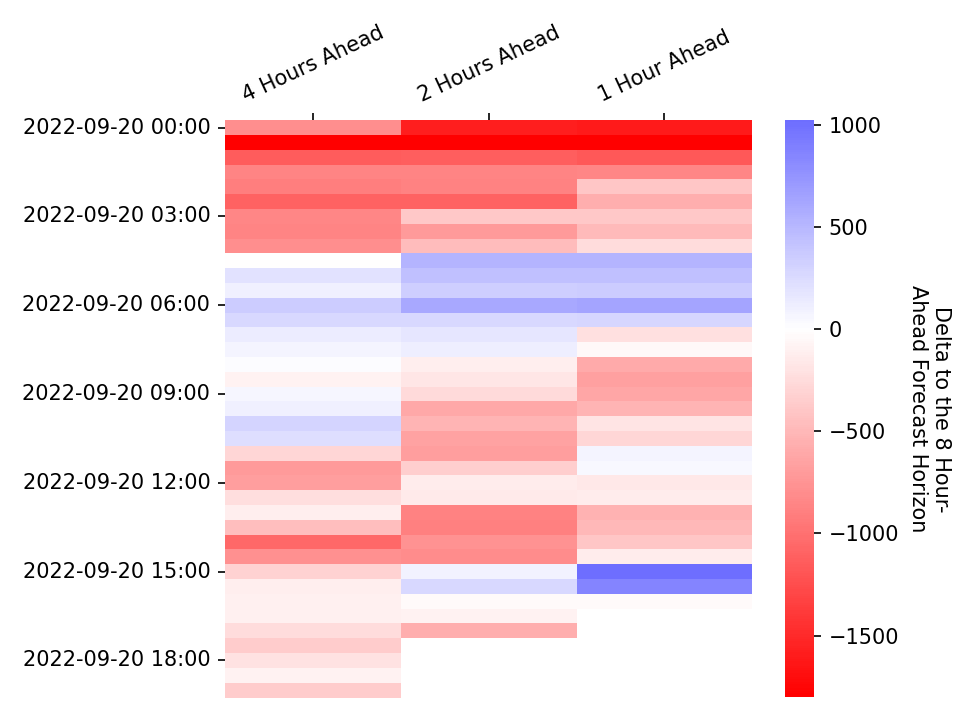 4 Hours Ahead
2 Hours Ahead
1 Hour Ahead
2022-09-20 00:00
2022-09-20 03:00
2022-09-20 06:00
2022-09-20 09:00
2022-09-20 12:00
2022-09-20 15:00
2022-09-20 18:00
1000
500
0
−500
−1000
−1500
Delta to the 8 Hour-
Ahead Forecast Horizon